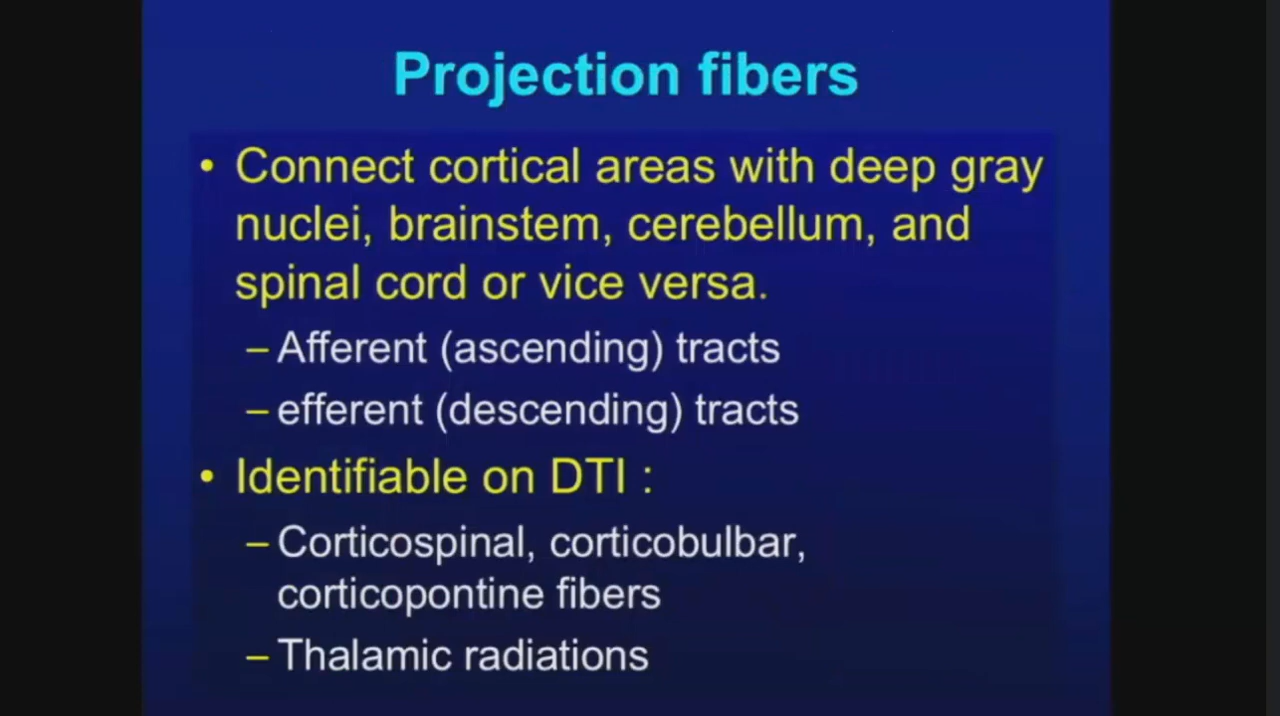 Projection fibers
• Connect cortical areas with deep gray
nuclei, brainstem, cerebellum, and
spinal cord or vice versa.
– Afferent (ascending) tracts
– efferent (descending) tracts
• Identifiable on DTI :
– Corticospinal, corticobulbar,
corticopontine fibers
– Thalamic radiations